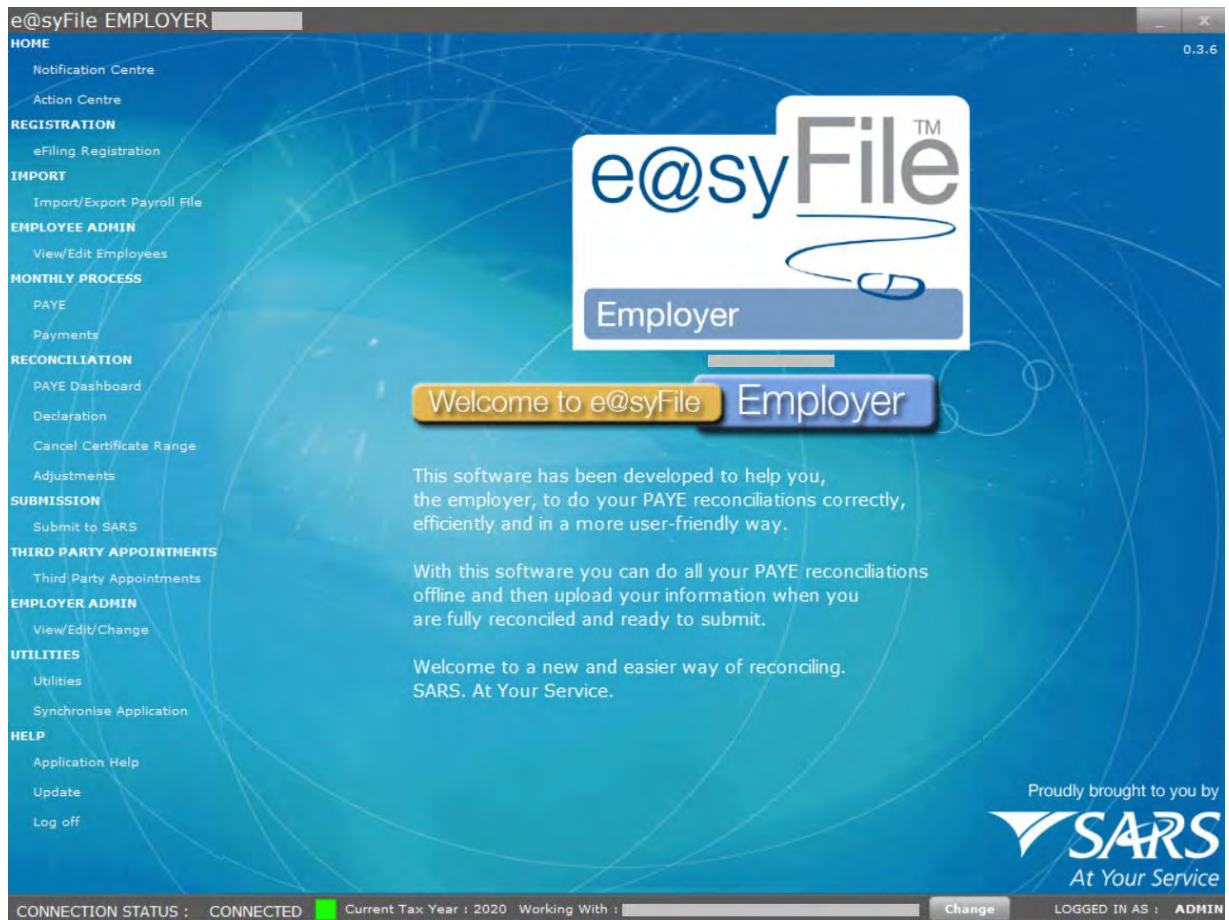 e@syFile EMPLOYER
HOME
0.3.6
Notification Centre
Action Centre
REGISTRATION
eFiling Registration
IMPORT
Import/Export Payroll File
EMPLOYEE ADMIN
View/Edit Employees
MONTHLY PROCESS
PAYE
Payments
RECONCILIATION
PAYE Dashboard
Declaration
Cancel Certificate Range
Adjustments
SUBMISSION
Submit to SARS
THIRD PARTY APPOINTMENTS
Third Party Appointments
EMPLOYER ADMIN
View/Edit/Change
UTILITIES
Utilities
Synchronise Application
HELP
Application Help
Update
Log off
e@syFile™
Employer
Welcome to e@syFile Employer
This software has been developed to help you,
the employer, to do your PAYE reconciliations correctly,
efficiently and in a more user-friendly way.
With this software you can do all your PAYE reconciliations
offline and then upload your information when you
are fully reconciled and ready to submit.
Welcome to a new and easier way of reconciling.
SARS. At Your Service.
Proudly brought to you by
SARS
At Your Service
CONNECTION STATUS : CONNECTED Current Tax Year : 2020 Working With : Change LOGGED IN AS : ADMIN